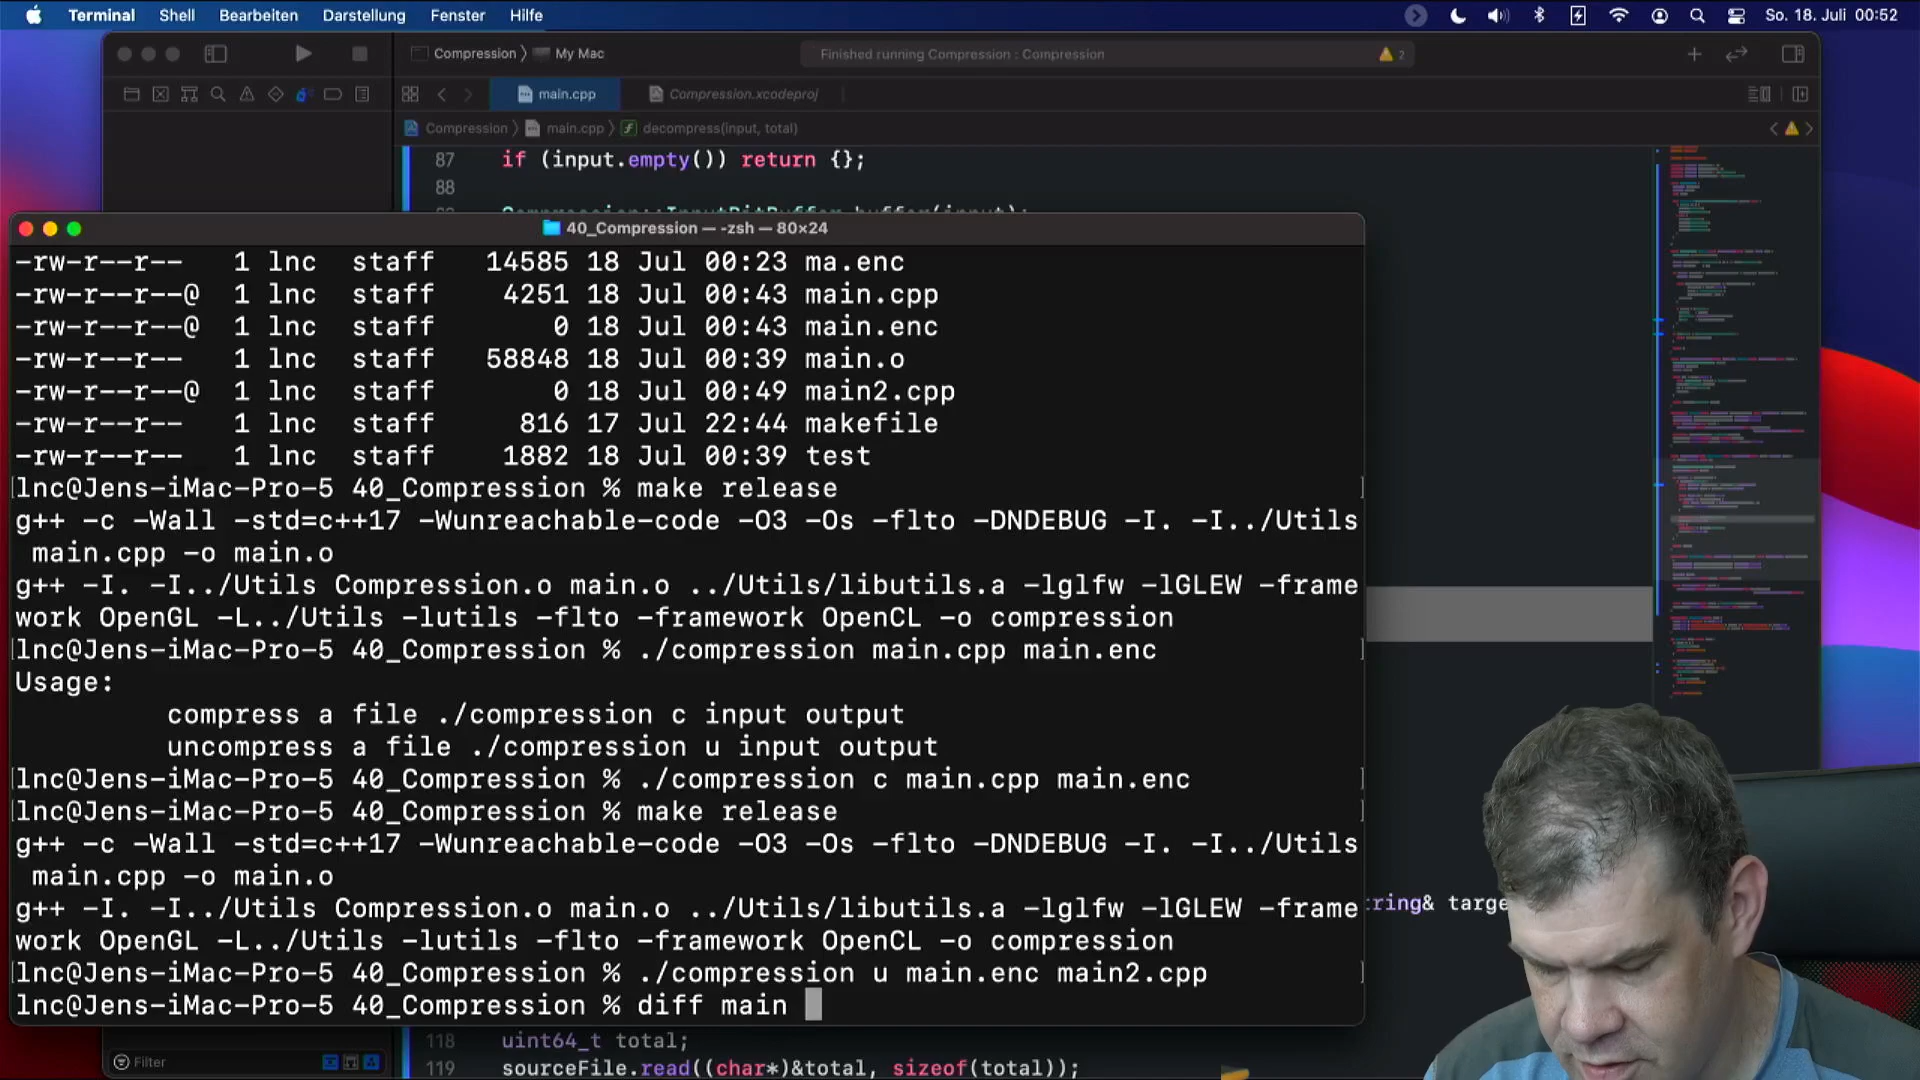 Terminal Shell Bearbeiten Darstellung Fenster Hilfe So. 18. Juli 00:52
Compression 〉 My Mac Finished running Compression : Compression 2
main.cpp Compression.xcodeproj
Compression 〉 main.cpp 〉 decompress(input, total)
87 if (input.empty()) return {};
88
40_Compression — -zsh — 80×24
-rw-r--r-- 1 lnc staff 14585 18 Jul 00:23 ma.enc
-rw-r--r--@ 1 lnc staff 4251 18 Jul 00:43 main.cpp
-rw-r--r--@ 1 lnc staff 0 18 Jul 00:43 main.enc
-rw-r--r-- 1 lnc staff 58848 18 Jul 00:39 main.o
-rw-r--r--@ 1 lnc staff 0 18 Jul 00:49 main2.cpp
-rw-r--r-- 1 lnc staff 816 17 Jul 22:44 makefile
-rw-r--r-- 1 lnc staff 1882 18 Jul 00:39 test
lnc@Jens-iMac-Pro-5 40_Compression % make release
g++ -c -Wall -std=c++17 -Wunreachable-code -O3 -Os -flto -DNDEBUG -I. -I../Utils
main.cpp -o main.o
g++ -I. -I../Utils Compression.o main.o ../Utils/libutils.a -lglfw -lGLEW -frame
work OpenGL -L../Utils -lutils -flto -framework OpenCL -o compression
lnc@Jens-iMac-Pro-5 40_Compression % ./compression main.cpp main.enc
Usage:
compress a file ./compression c input output
uncompress a file ./compression u input output
lnc@Jens-iMac-Pro-5 40_Compression % ./compression c main.cpp main.enc
lnc@Jens-iMac-Pro-5 40_Compression % make release
g++ -c -Wall -std=c++17 -Wunreachable-code -O3 -Os -flto -DNDEBUG -I. -I../Utils
main.cpp -o main.o
g++ -I. -I../Utils Compression.o main.o ../Utils/libutils.a -lglfw -lGLEW -frame
work OpenGL -L../Utils -lutils -flto -framework OpenCL -o compression
lnc@Jens-iMac-Pro-5 40_Compression % ./compression u main.enc main2.cpp
lnc@Jens-iMac-Pro-5 40_Compression % diff main
tring& targe
118 uint64_t total;
Filter
119 sourceFile.read((char*)&total, sizeof(total));